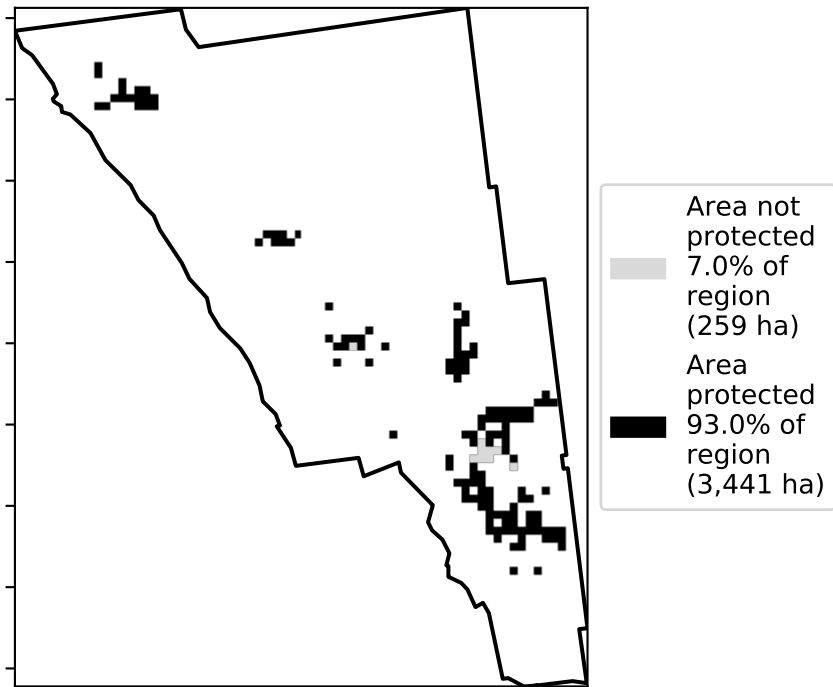 Area not
protected
7.0% of
region
(259 ha)
Area
protected
93.0% of
region
(3,441 ha)